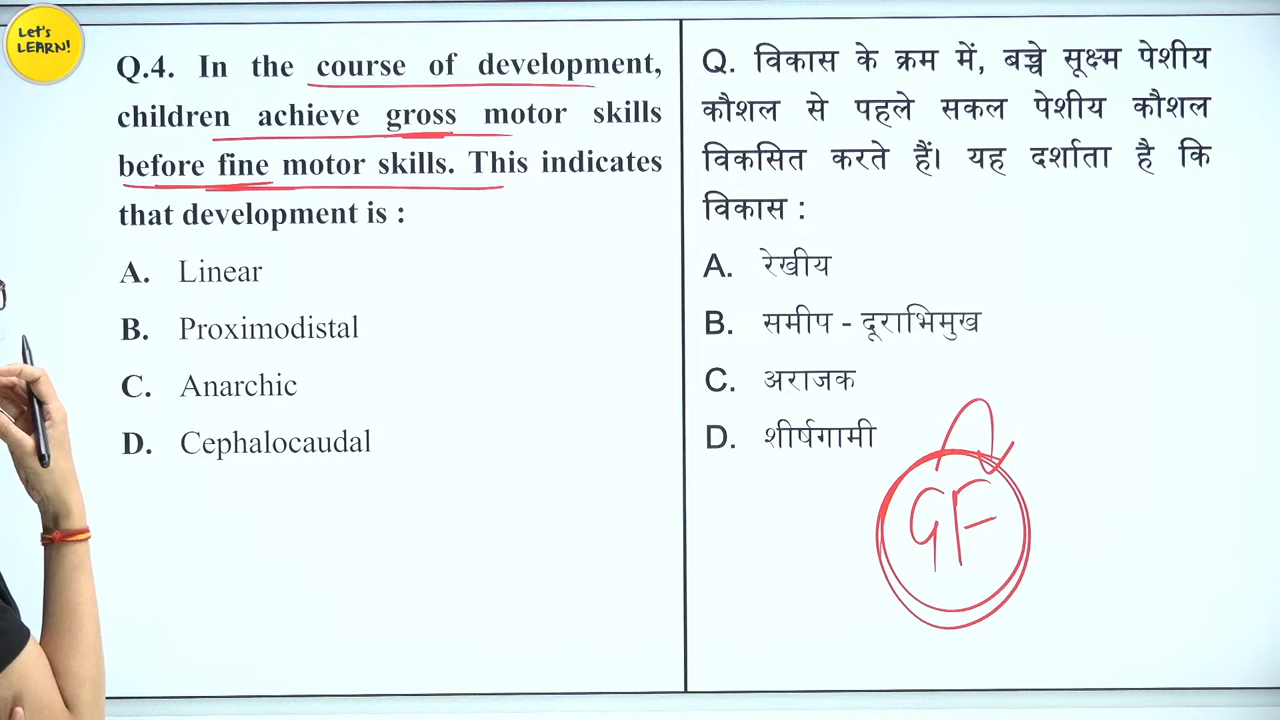 Let's
LEARN!
Q.4. In the course of development,
children achieve gross motor skills
before fine motor skills. This indicates
that development is :
A. Linear
B. Proximodistal
C. Anarchic
D. Cephalocaudal
Q. विकास के क्रम में, बच्चे सूक्ष्म पेशीय
कौशल से पहले सकल पेशीय कौशल
विकसित करते हैं। यह दर्शाता है कि
विकास :
A. रेखीय
B. समीप - दूराभिमुख
C. अराजक
D. शीर्षगामी
GF